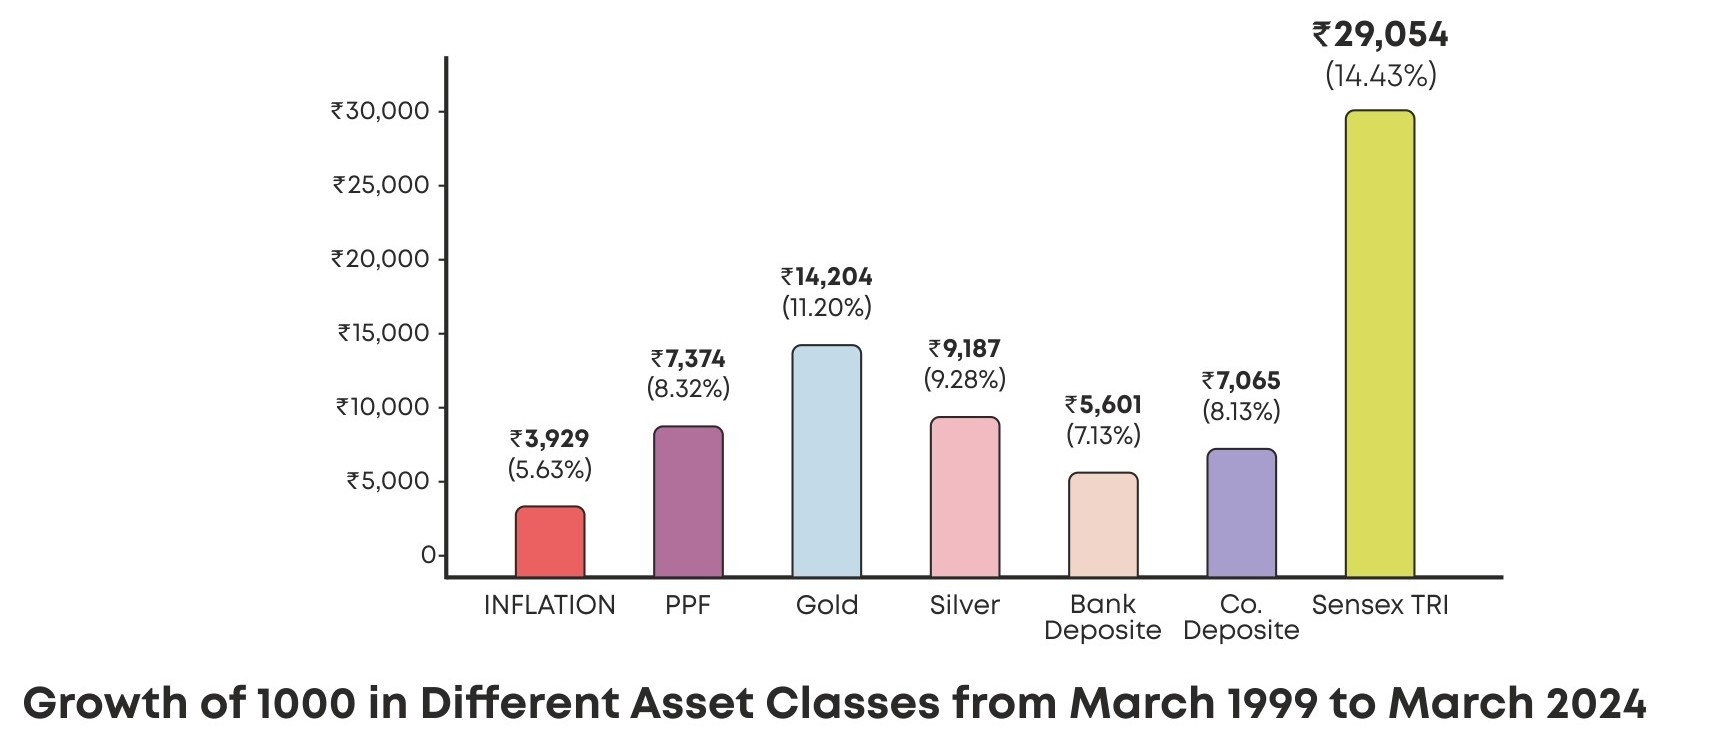 ₹29,054
(14.43%)
₹30,000
₹25,000
₹20,000
₹15,000
₹10,000
₹5,000
0
₹3,929
(5.63%)
₹7,374
(8.32%)
₹14,204
(11.20%)
₹9,187
(9.28%)
₹5,601
(7.13%)
₹7,065
(8.13%)
INFLATION
PPF
Gold
Silver
Bank
Deposite
Co.
Deposite
Sensex TRI
Growth of 1000 in Different Asset Classes from March 1999 to March 2024